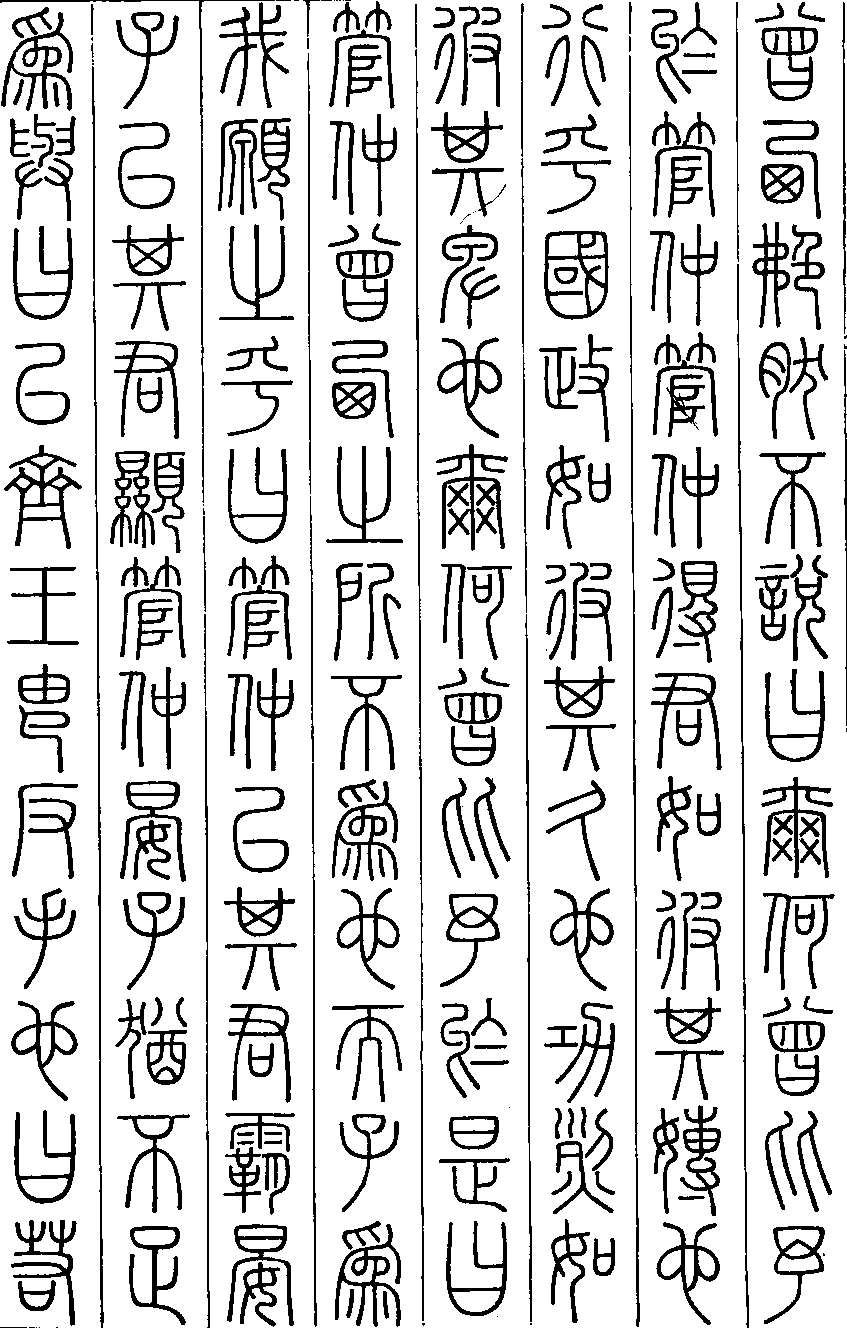 曾西艴然不說曰爾何曾比予
於管仲管仲得君如彼其嫥也
行乎國政如彼其久也功烈如
彼其卑也爾何曾比予於是曰
管仲曾西之所不爲也而子爲
我願之乎曰管仲以其君霸晏
子以其君顯管仲晏子猶不足
爲與曰以齊王由反手也曰若